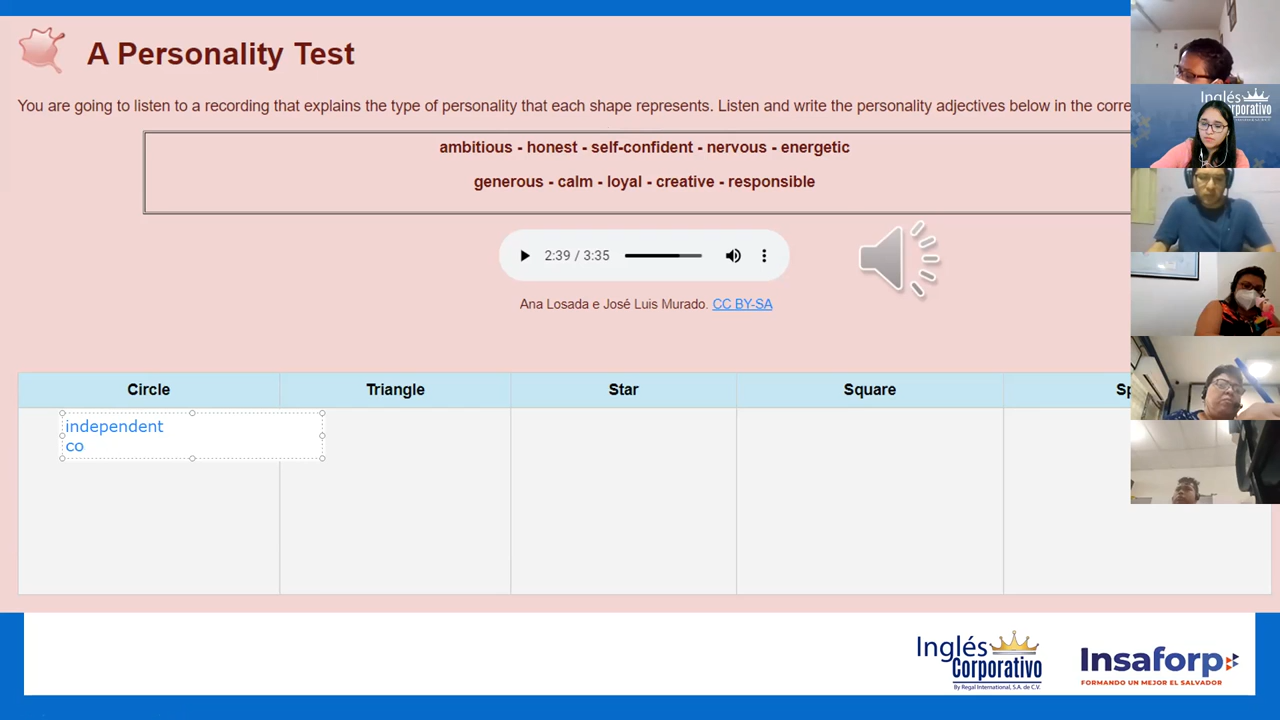 A Personality Test
You are going to listen to a recording that explains the type of personality that each shape represents. Listen and write the personality adjectives below in the corre
ambitious - honest - self-confident - nervous - energetic
generous - calm - loyal - creative - responsible
2:39 / 3:35
Ana Losada e José Luis Murado. CC BY-SA
Circle Triangle Star Square Sp
independent
co
Inglés
Corporativo
Inglés
Corporativo
By Regal International, S.A. de C.V.
Insaforp
FORMANDO UN MEJOR EL SALVADOR